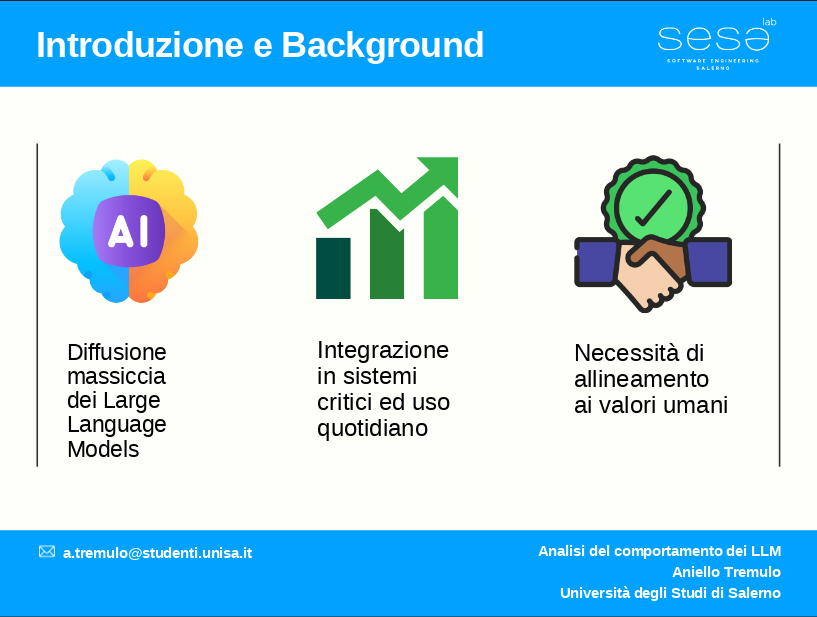 Introduzione e Background
sesa lab
SOFTWARE ENGINEERING
SALERNO
AI
Diffusione
massiccia
dei Large
Language
Models
Integrazione
in sistemi
critici ed uso
quotidiano
Necessità di
allineamento
ai valori umani
a.tremulo@studenti.unisa.it
Analisi del comportamento dei LLM
Aniello Tremulo
Università degli Studi di Salerno